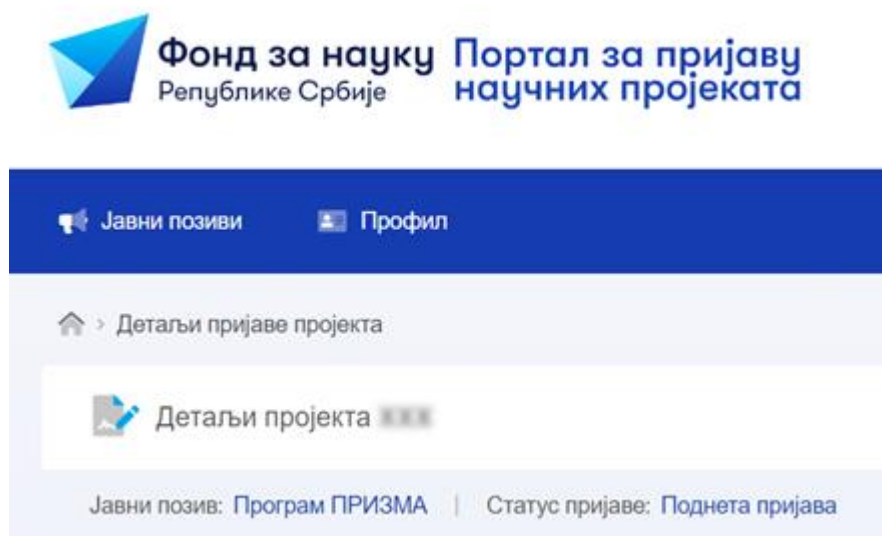 Фонд за науку
Републике Србије
Портал за пријаву
научних пројеката
Јавни позиви Профил
Детаљи пријаве пројекта
Детаљи пројекта
Јавни позив: Програм ПРИЗМА | Статус пријаве: Поднета пријава